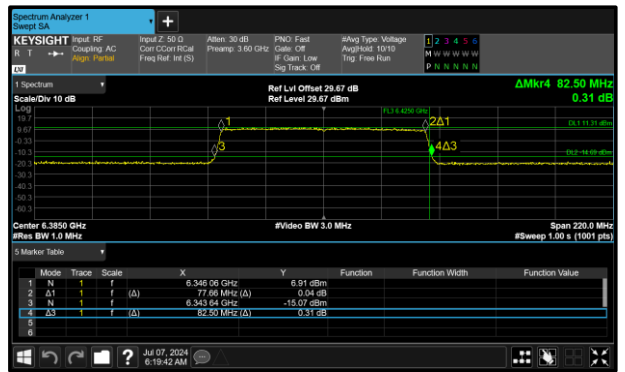 Spectrum Analyzer 1
Swept SA
KEYSIGHT Input: RF Input Z: 50 Ω Atten: 30 dB PNO: Fast #Avg Type: Voltage 1 2 3 4 5 6
R T Coupling: AC Corr CCorr RCal Preamp: 3.60 GHz Gate: Off Avg|Hold: 10/10 M W W W W W
Align: Partial Freq Ref: Int (S) IF Gain: Low Trig: Free Run
LXI Sig Track: Off P N N N N N
1 Spectrum Ref Lvl Offset 29.67 dB ΔMkr4 82.50 MHz
Scale/Div 10 dB Ref Level 29.67 dBm 0.31 dB
Log
19.7 FL3 6.4250 GHz
1 2Δ1 DL1 11.31 dBm
9.67
-0.33
3 4Δ3
-10.3 DL2 -14.69 dBm
-20.3
-30.3
-40.3
-50.3
-60.3
Center 6.3850 GHz #Video BW 3.0 MHz Span 220.0 MHz
#Res BW 1.0 MHz #Sweep 1.00 s (1001 pts)
5 Marker Table
Mode Trace Scale X Y Function Function Width Function Value
1 N 1 f 6.346 06 GHz 6.91 dBm
2 Δ1 1 f (Δ) 77.66 MHz (Δ) 0.04 dB
3 N 1 f 6.343 64 GHz -15.07 dBm
4 Δ3 1 f (Δ) 82.50 MHz (Δ) 0.31 dB
5
6
? Jul 07, 2024
6:19:42 AM